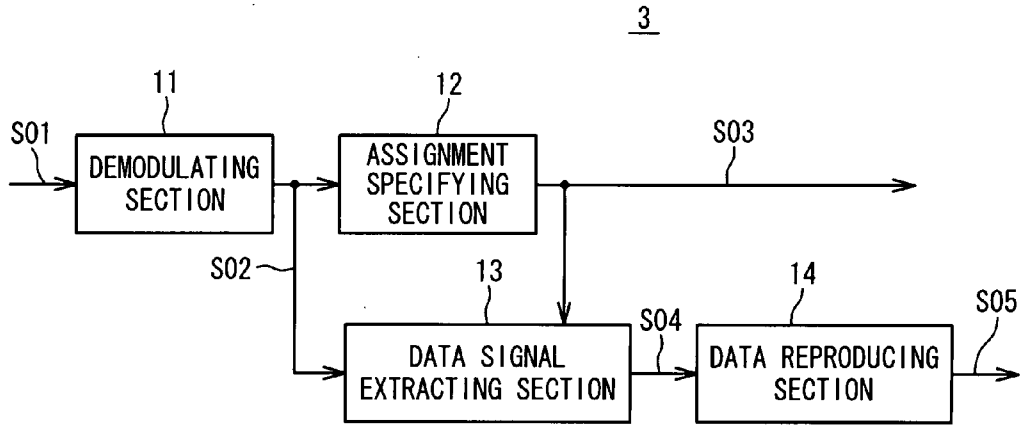 3
11
12
S01
S03
DEMODULATING
SECTION
ASSIGNMENT
SPECIFYING
SECTION
S02
13
14
S04
S05
DATA SIGNAL
EXTRACTING SECTION
DATA REPRODUCING
SECTION